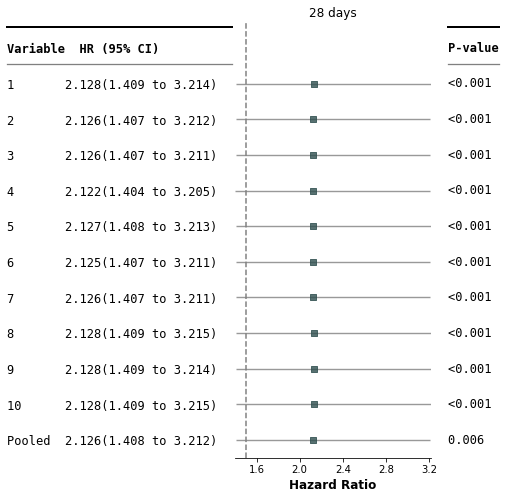 28 days
Variable HR (95% CI) P-value
1 2.128(1.409 to 3.214) <0.001
2 2.126(1.407 to 3.212) <0.001
3 2.126(1.407 to 3.211) <0.001
4 2.122(1.404 to 3.205) <0.001
5 2.127(1.408 to 3.213) <0.001
6 2.125(1.407 to 3.211) <0.001
7 2.126(1.407 to 3.211) <0.001
8 2.128(1.409 to 3.215) <0.001
9 2.128(1.409 to 3.214) <0.001
10 2.128(1.409 to 3.215) <0.001
Pooled 2.126(1.408 to 3.212) 0.006
1.6 2.0 2.4 2.8 3.2
Hazard Ratio